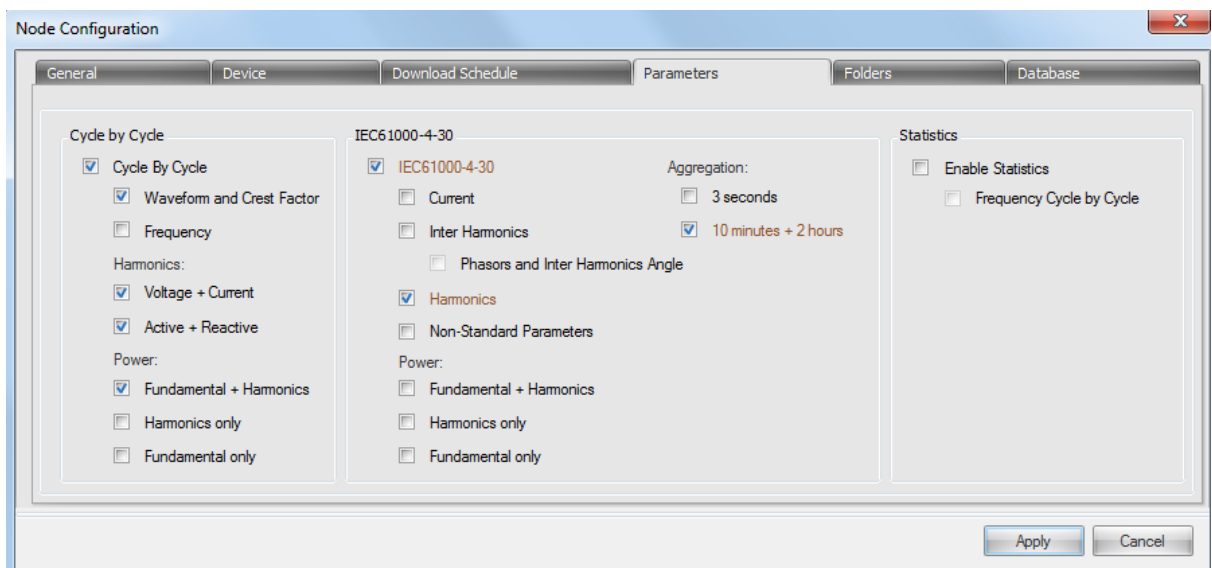 Node Configuration
General Device Download Schedule Parameters Folders Database
Cycle by Cycle
Cycle By Cycle
Waveform and Crest Factor
Frequency
Harmonics:
Voltage + Current
Active + Reactive
Power:
Fundamental + Harmonics
Harmonics only
Fundamental only
IEC61000-4-30
IEC61000-4-30
Current
Inter Harmonics
Phasors and Inter Harmonics Angle
Harmonics
Non-Standard Parameters
Power:
Fundamental + Harmonics
Harmonics only
Fundamental only
Aggregation:
3 seconds
10 minutes + 2 hours
Statistics
Enable Statistics
Frequency Cycle by Cycle
Apply Cancel